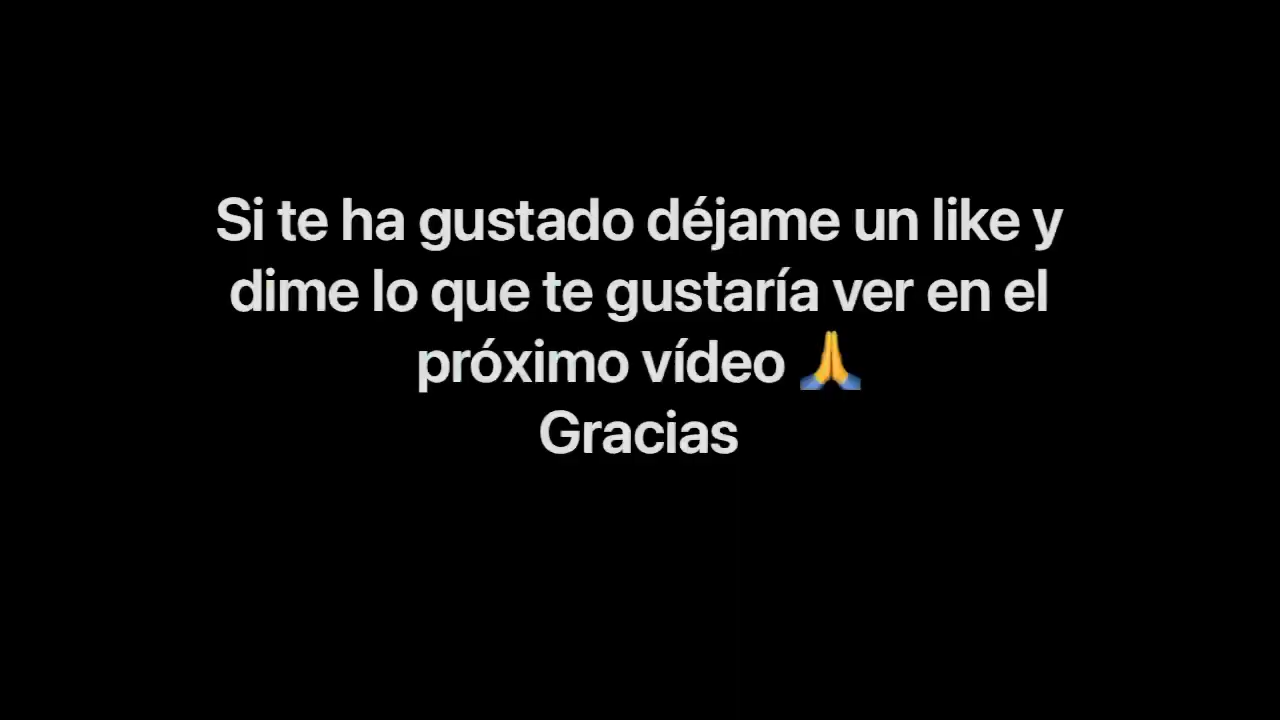 Si te ha gustado déjame un like y
dime lo que te gustaría ver en el
próximo vídeo 🙏
Gracias